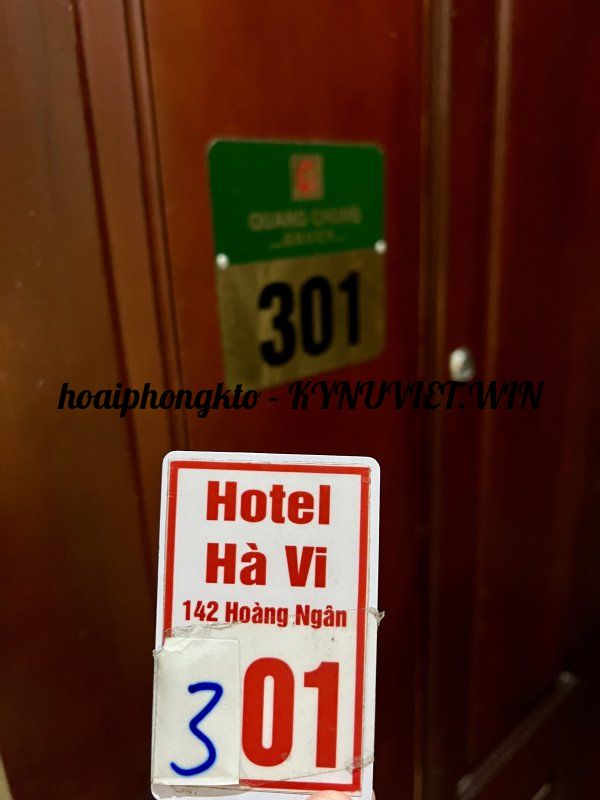 QUANG CHUNG
301
hoaiphongkto - KYNUVIET.WIN
Hotel
Hà Vi
142 Hoàng Ngân
301